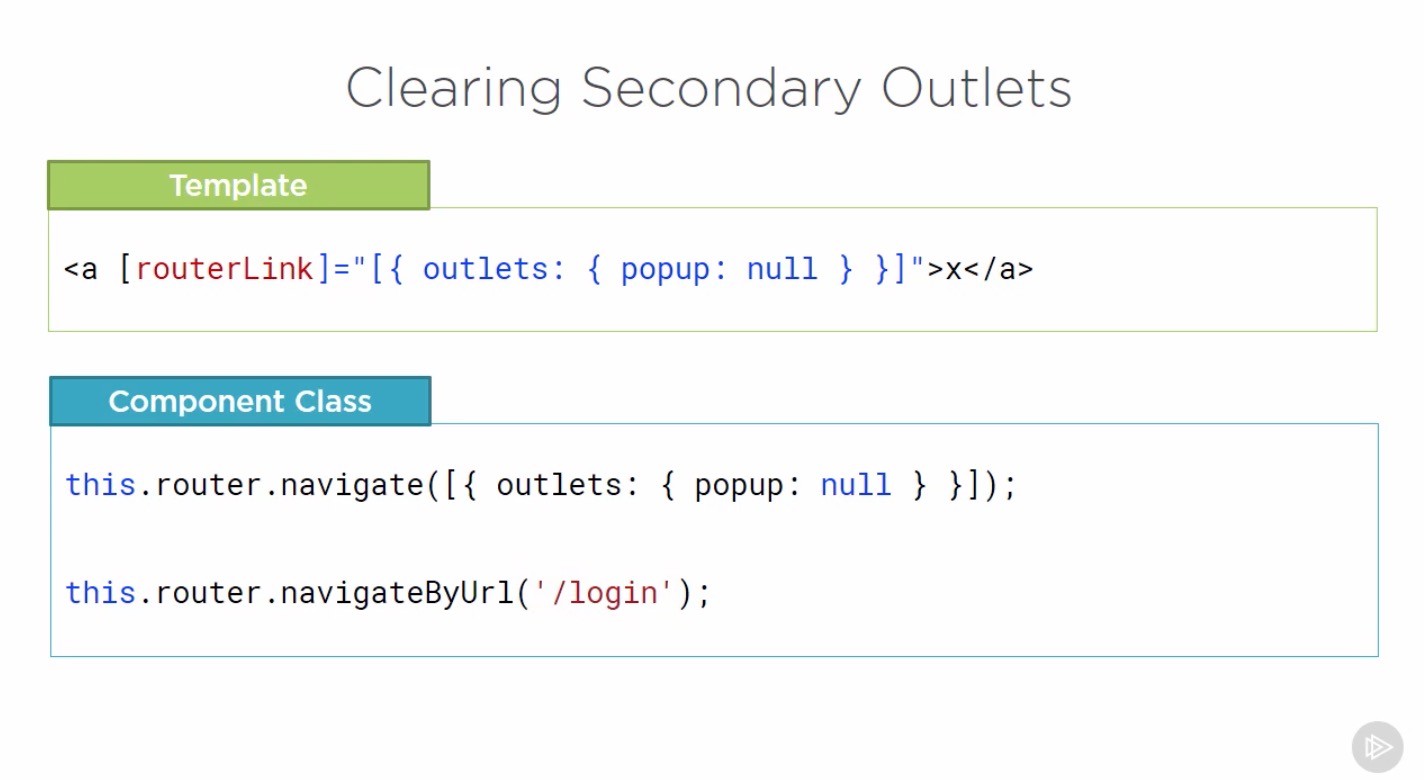 Clearing Secondary Outlets
Template
<a [routerLink]="[{ outlets: { popup: null } }]">x</a>
Component Class
this.router.navigate([{ outlets: { popup: null } }]);
this.router.navigateByUrl('/login');